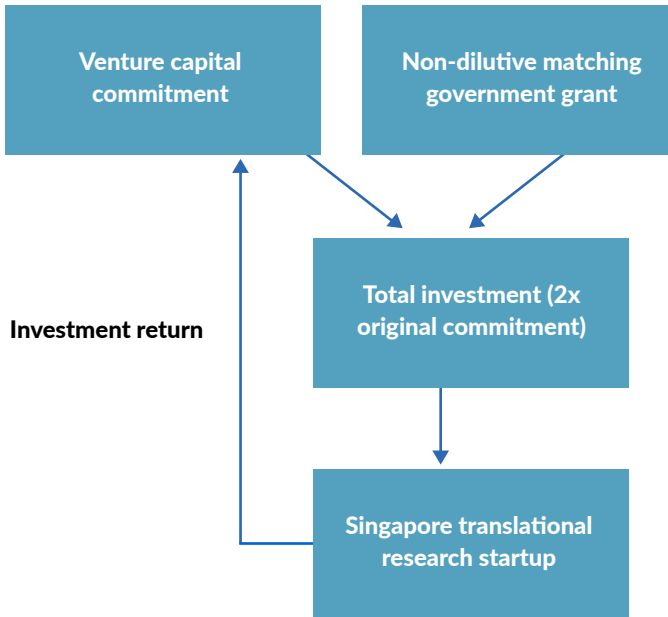 Venture capital
commitment
Non-dilutive matching
government grant
Total investment (2x
original commitment)
Investment return
Singapore translational
research startup